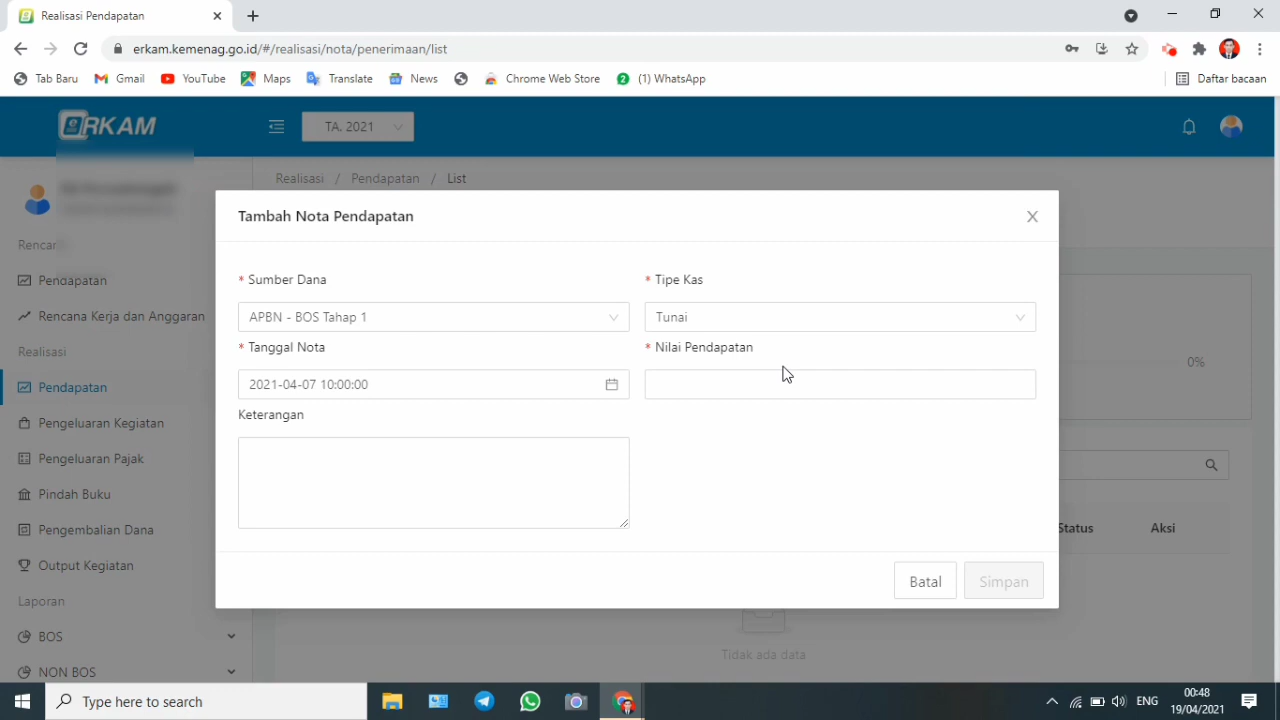 Realisasi Pendapatan
erkam.kemenag.go.id/#/realisasi/nota/penerimaan/list
Tab Baru Gmail YouTube Maps Translate News Chrome Web Store (1) WhatsApp Daftar bacaan
eRKAM TA. 2021
Realisasi / Pendapatan / List
Tambah Nota Pendapatan
* Sumber Dana
* Tipe Kas
APBN - BOS Tahap 1
Tunai
* Tanggal Nota
* Nilai Pendapatan
2021-04-07 10:00:00
Keterangan
Batal Simpan
Pendapatan
Rencana Kerja dan Anggaran
Realisasi
Pendapatan
Pengeluaran Kegiatan
Pengeluaran Pajak
Pindah Buku
Pengembalian Dana
Output Kegiatan
Laporan
BOS
NON BOS
0%
Status Aksi
Tidak ada data
Type here to search
ENG
00:48
19/04/2021